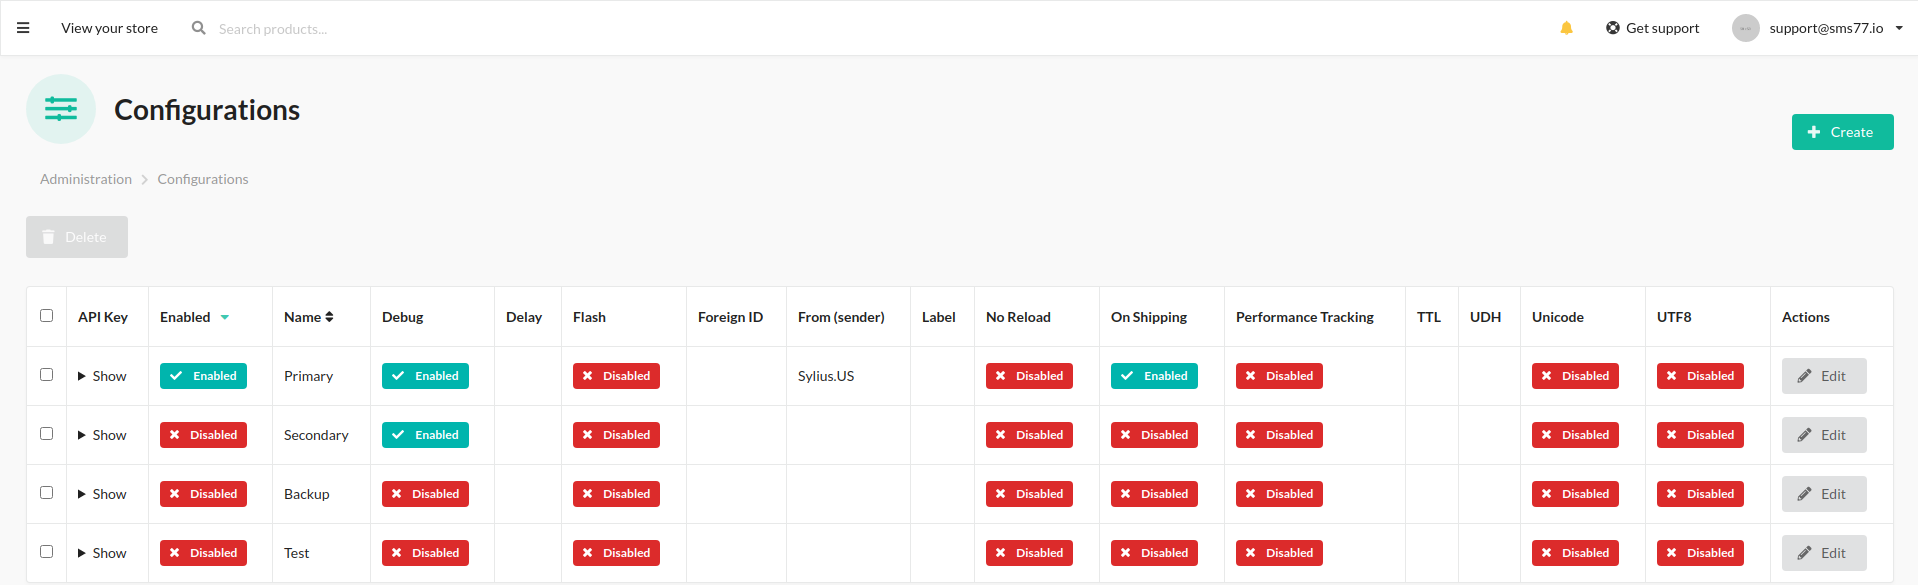 View your store Search products... Get support support@sms77.io
Configurations
Create
Administration Configurations
Delete
API Key Enabled Name Debug Delay Flash Foreign ID From (sender) Label No Reload On Shipping Performance Tracking TTL UDH Unicode UTF8 Actions
Show Enabled Primary Enabled Disabled Sylius.US Disabled Enabled Disabled Disabled Disabled Edit
Show Disabled Secondary Enabled Disabled Disabled Disabled Disabled Disabled Disabled Edit
Show Disabled Backup Disabled Disabled Disabled Disabled Disabled Disabled Disabled Edit
Show Disabled Test Disabled Disabled Disabled Disabled Disabled Disabled Disabled Edit